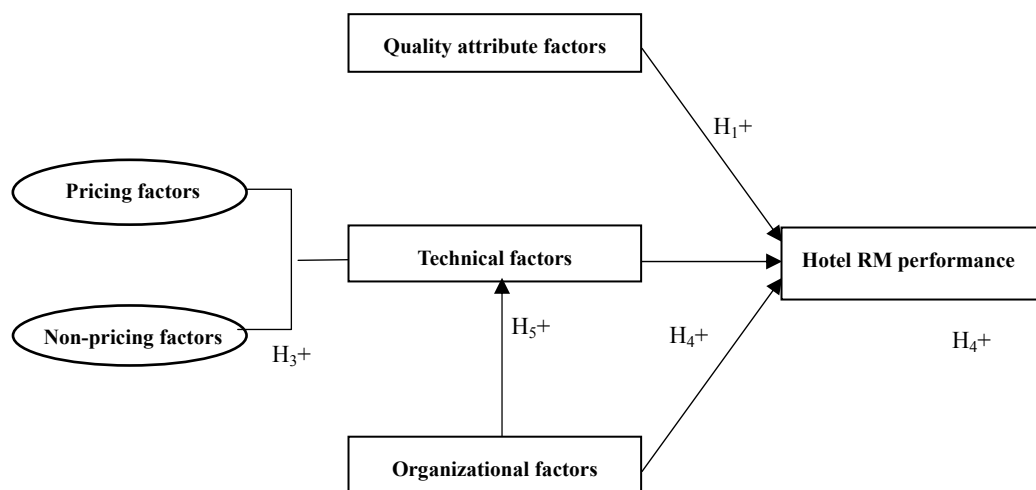 Quality attribute factors
H₁+
Pricing factors
Technical factors
Hotel RM performance
Non-pricing factors
H₃+
H₅+
H₄+
H₄+
Organizational factors